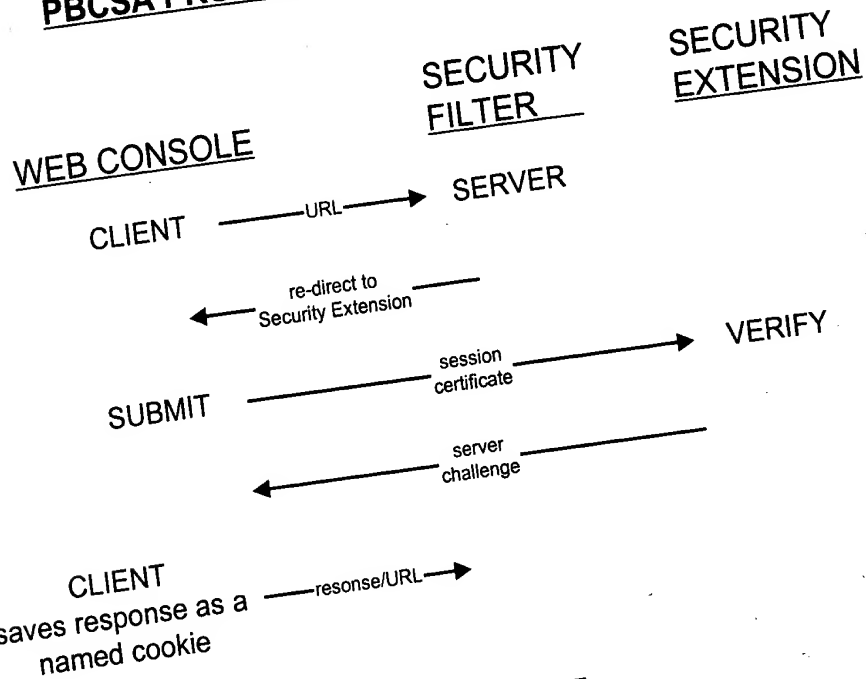 PBCSA
SECURITY
FILTER
SECURITY
EXTENSION
WEB CONSOLE
CLIENT
URL
SERVER
re-direct to
Security Extension
SUBMIT
session
certificate
VERIFY
server
challenge
CLIENT
saves response as a
named cookie
resonse/URL